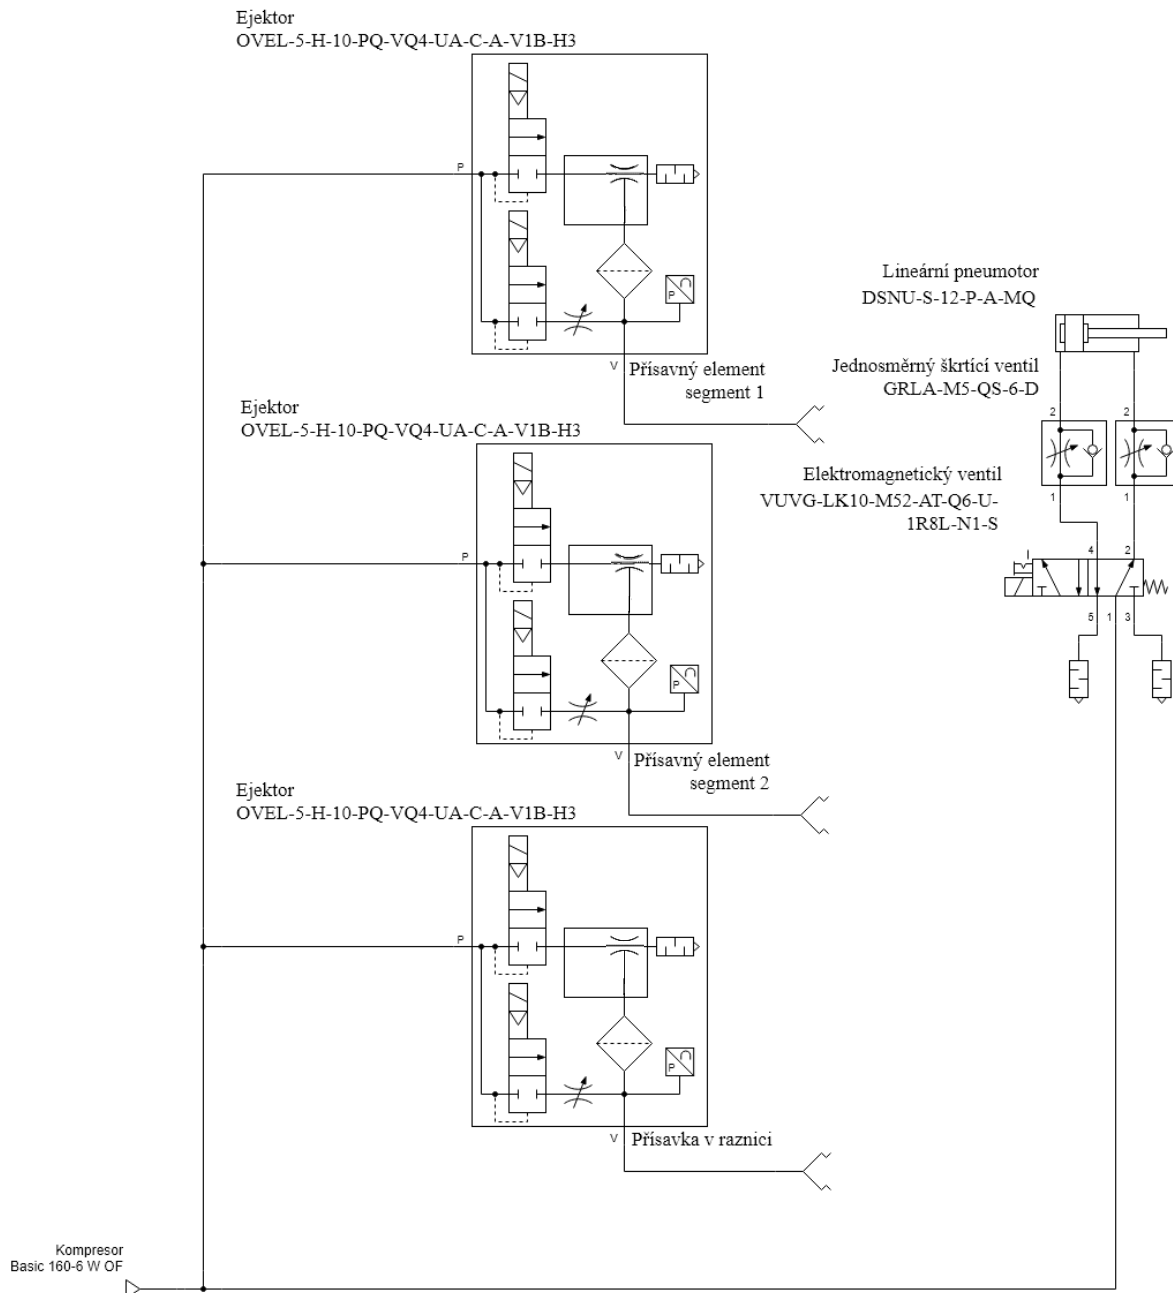 Ejektor
OVEL-5-H-10-PQ-VQ4-UA-C-A-V1B-H3
P
P
V
Přísavný element
segment 1
Lineární pneumotor
DSNU-S-12-P-A-MQ
Jednosměrný škrtící ventil
GRLA-M5-QS-6-D
2
2
1
1
Elektromagnetický ventil
VUVG-LK10-M52-AT-Q6-U-
1R8L-N1-S
4
2
5
1
3
Ejektor
OVEL-5-H-10-PQ-VQ4-UA-C-A-V1B-H3
P
P
V
Přísavný element
segment 2
Ejektor
OVEL-5-H-10-PQ-VQ4-UA-C-A-V1B-H3
P
P
V
Přísavka v raznici
Kompresor
Basic 160-6 W OF